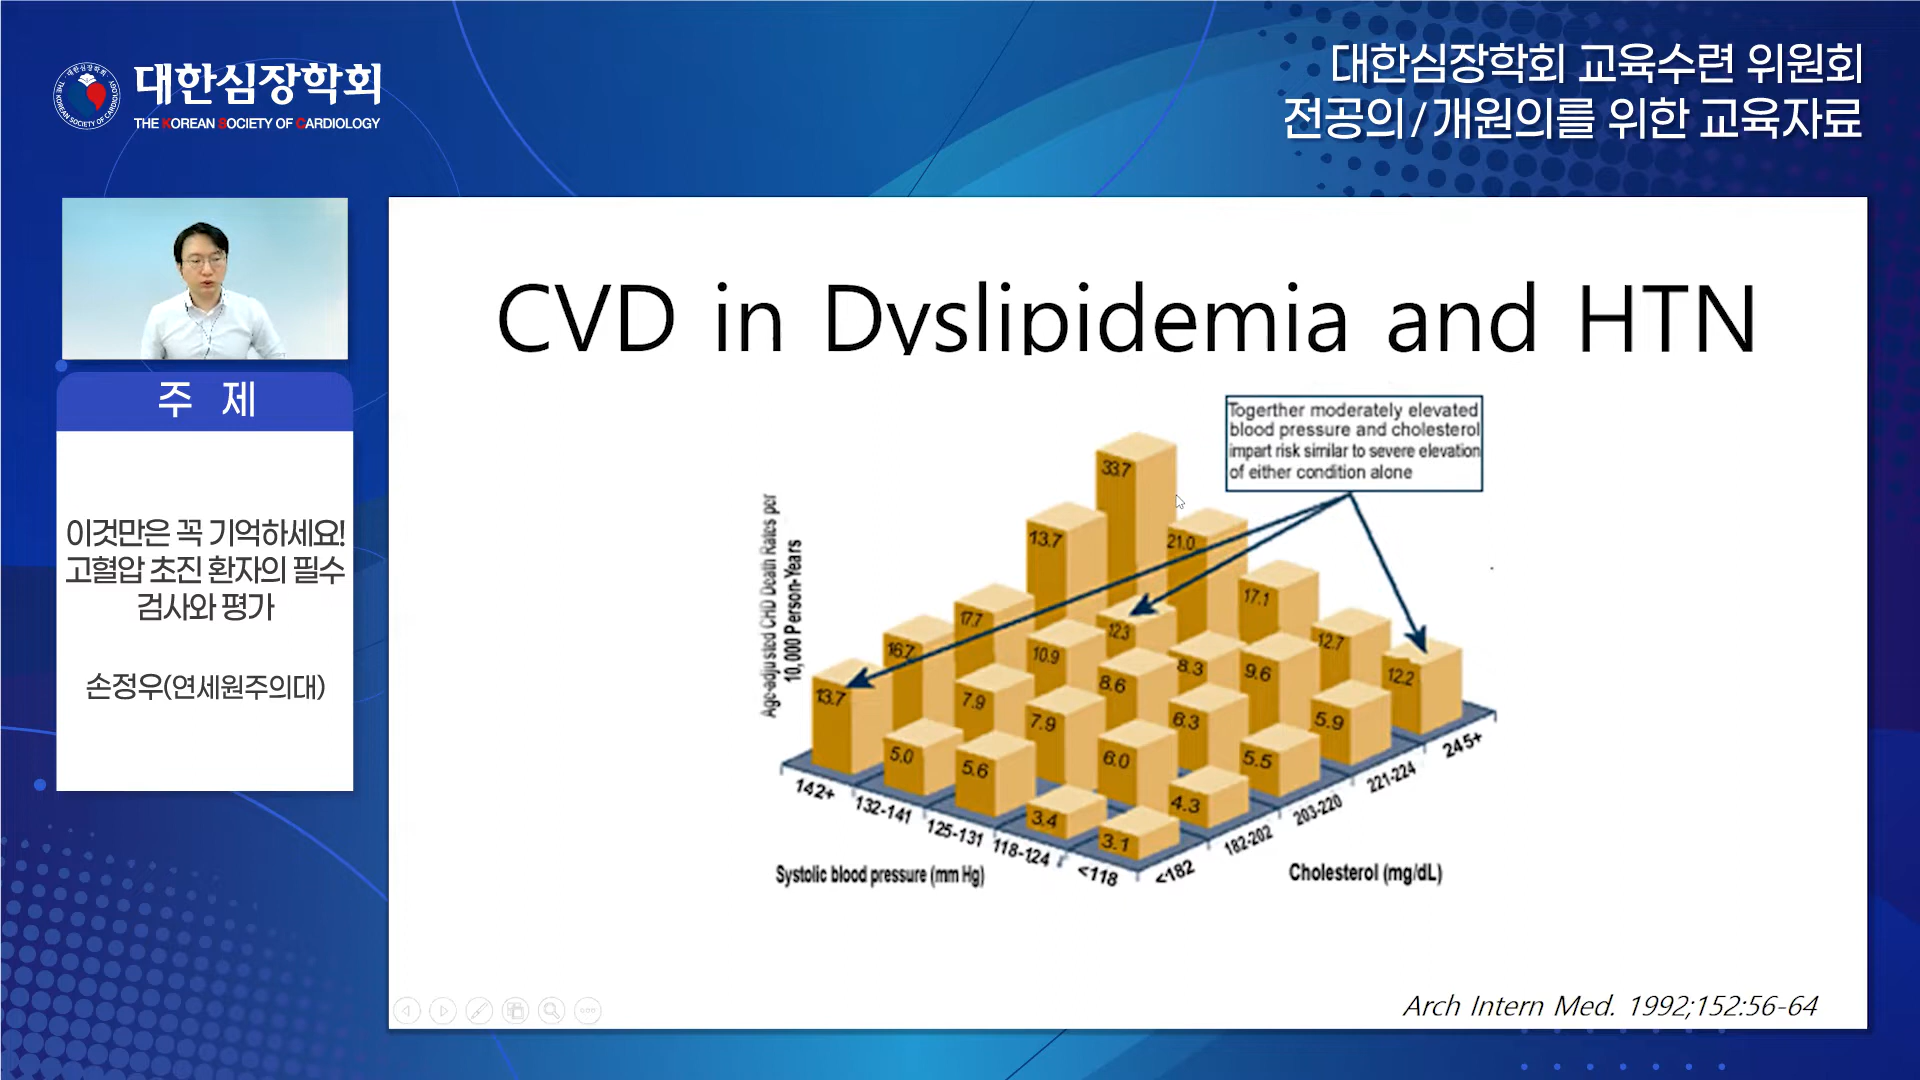 대한심장학회
THE KOREAN SOCIETY OF CARDIOLOGY
대한심장학회 교육수련 위원회
전공의/개원의를 위한 교육자료
주 제
이것만은 꼭 기억하세요!
고혈압 초진 환자의 필수
검사와 평가
손정우(연세원주의대)
CVD in Dyslipidemia and HTN
Togerther moderately elevated
blood pressure and cholesterol
impart risk similar to severe elevation
of either condition alone
Age-adjusted CHD Death Rates per
10,000 Person-Years
33.7
13.7
21.0
17.7
17.1
16.7
12.3
12.7
13.7
10.9
8.3
9.6
12.2
7.9
8.6
5.0
7.9
6.3
5.9
5.6
6.0
5.5
3.4
4.3
3.1
142+
132-141
125-131
118-124
<118
<182
182-202
203-220
221-224
245+
Systolic blood pressure (mm Hg)
Cholesterol (mg/dL)
Arch Intern Med. 1992;152:56-64